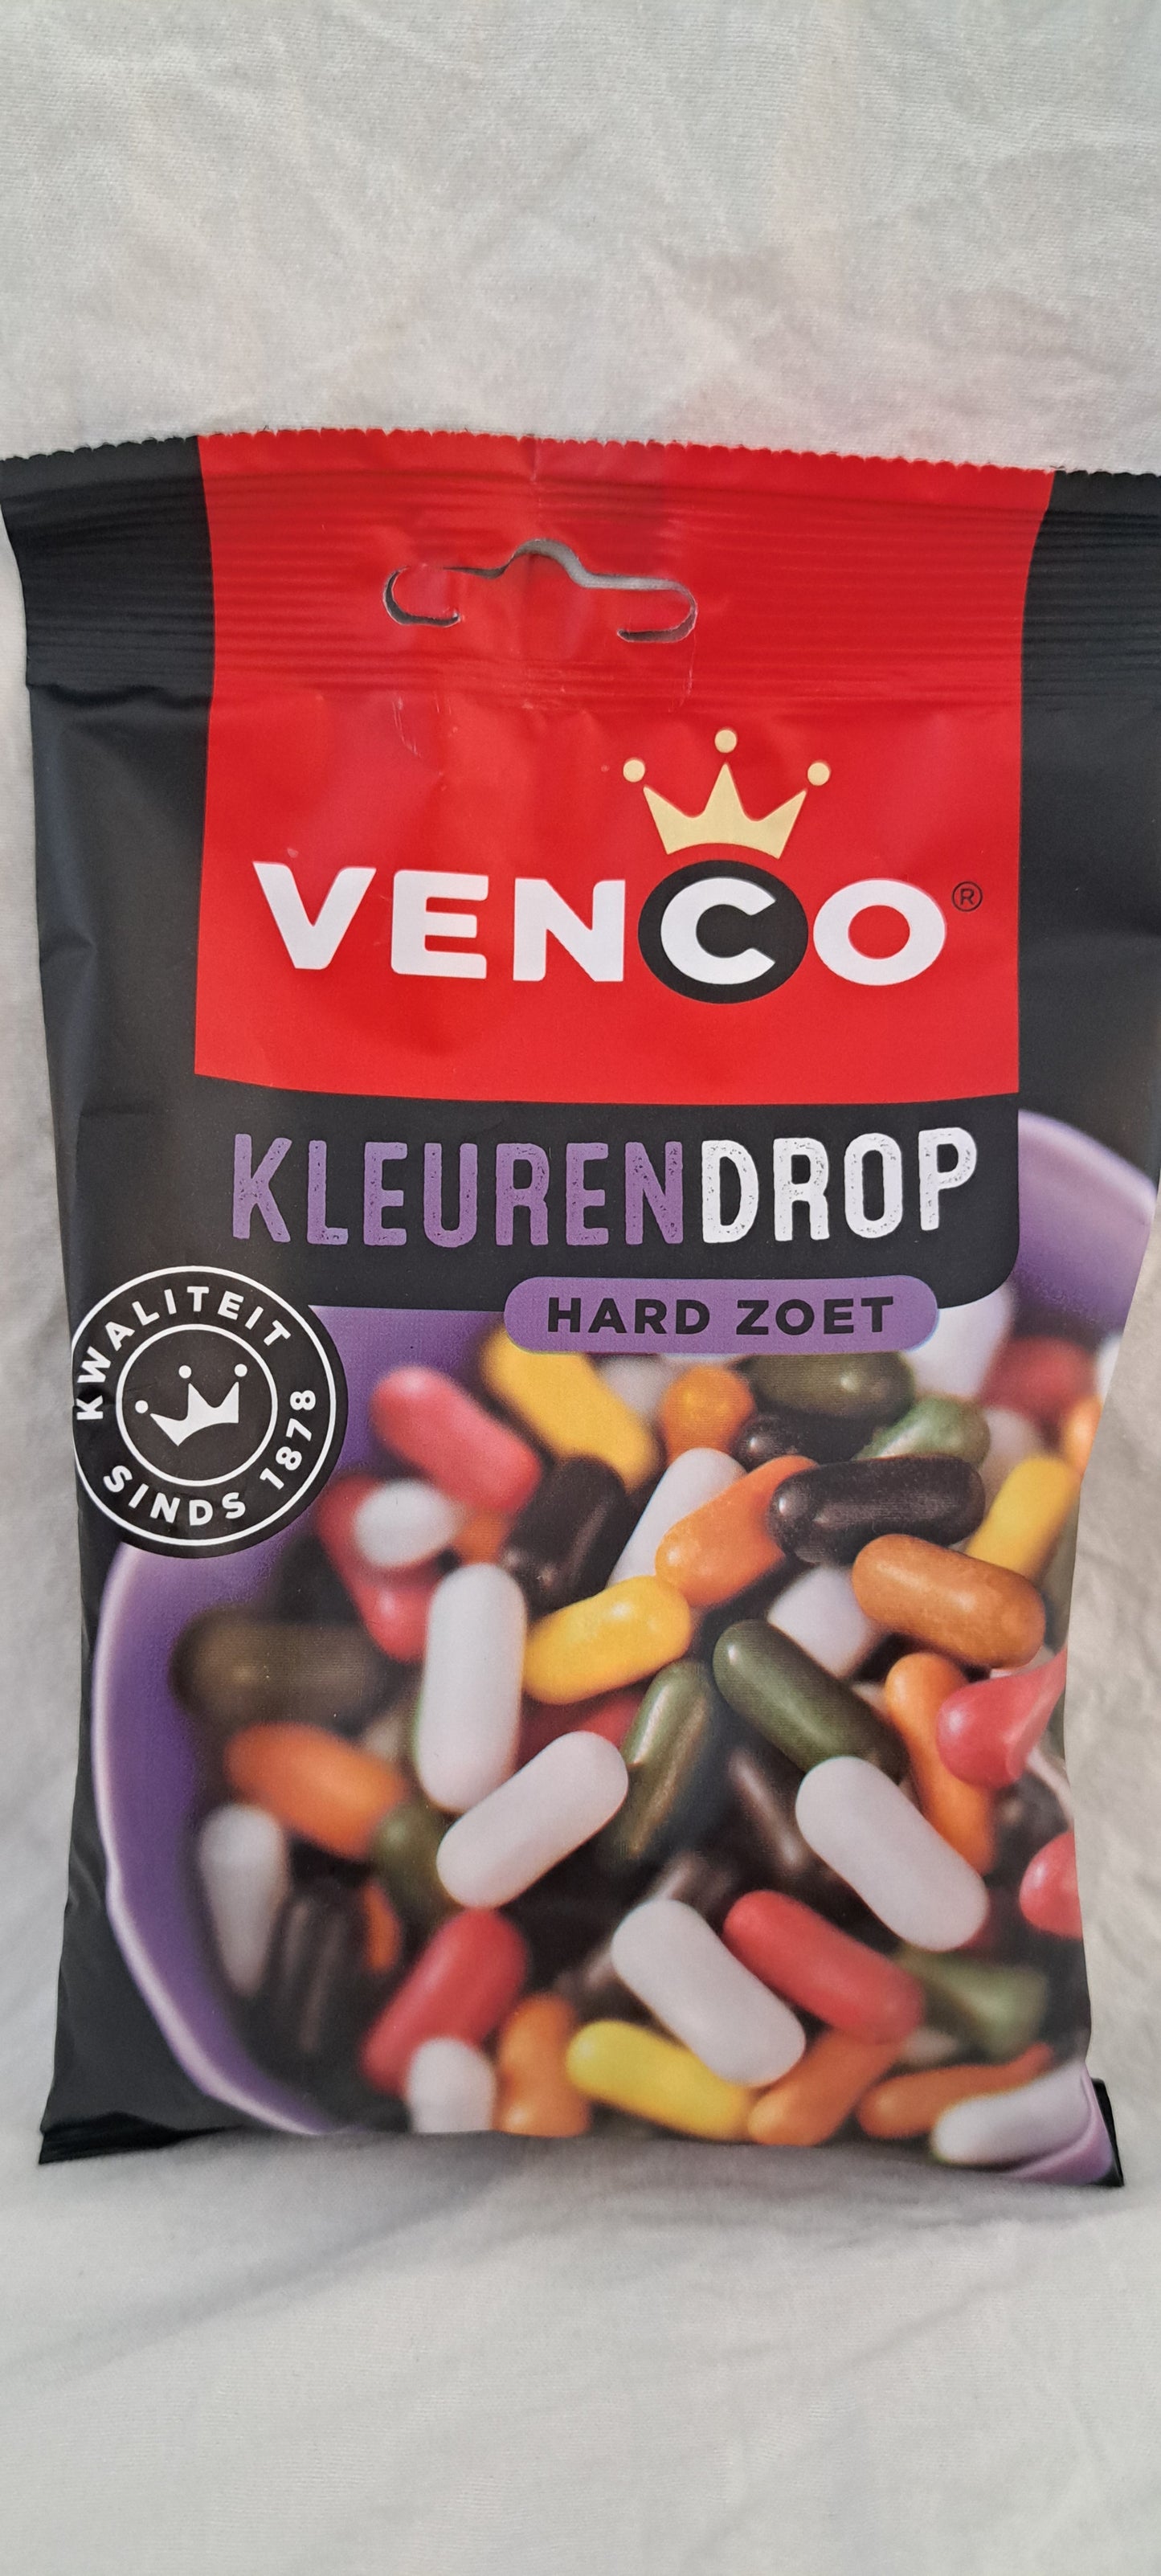 VENCO®
KLEURENDROP
HARD ZOET
KWALITEIT
SINDS 1878